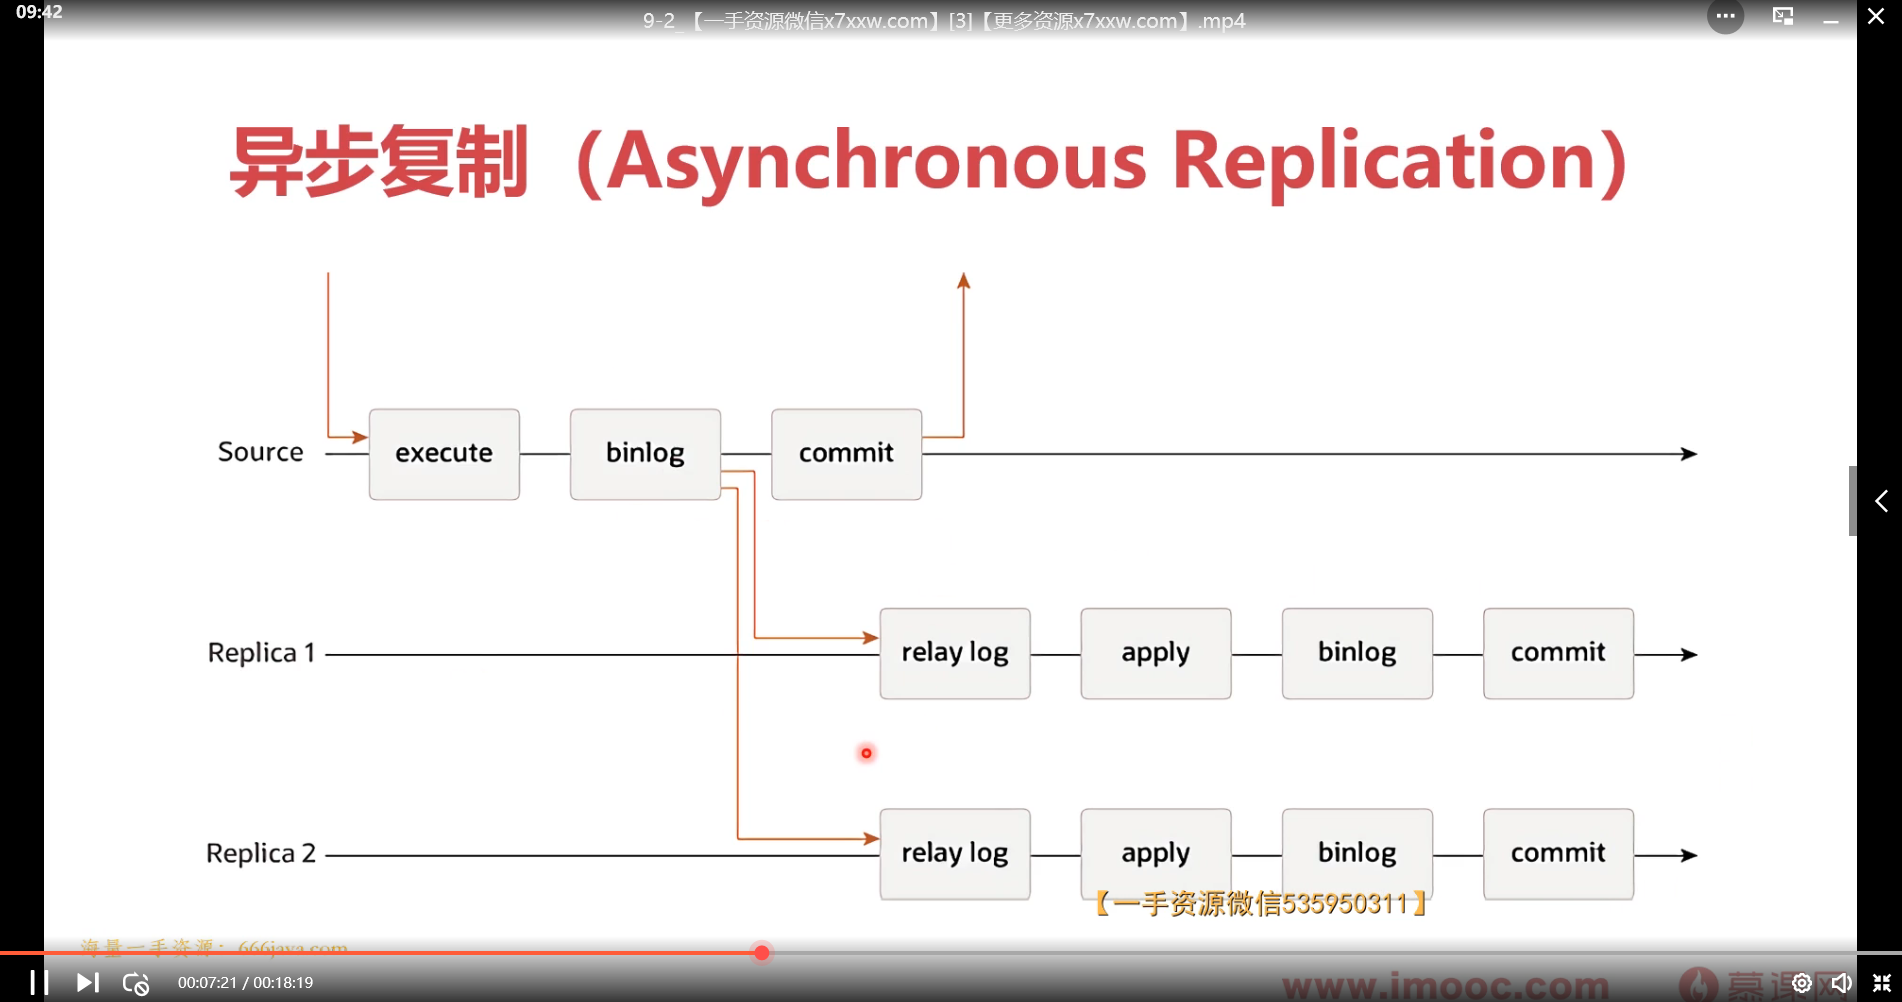 09:42
9-2_【一手资源微信x7xxw.com】[3]【更多资源x7xxw.com】.mp4
异步复制（Asynchronous Replication）
Source execute binlog commit
Replica 1 relay log apply binlog commit
Replica 2 relay log apply binlog commit
【一手资源微信535950311】
海量一手资源：666java.com
00:07:21 / 00:18:19
www.imooc.com 慕课网